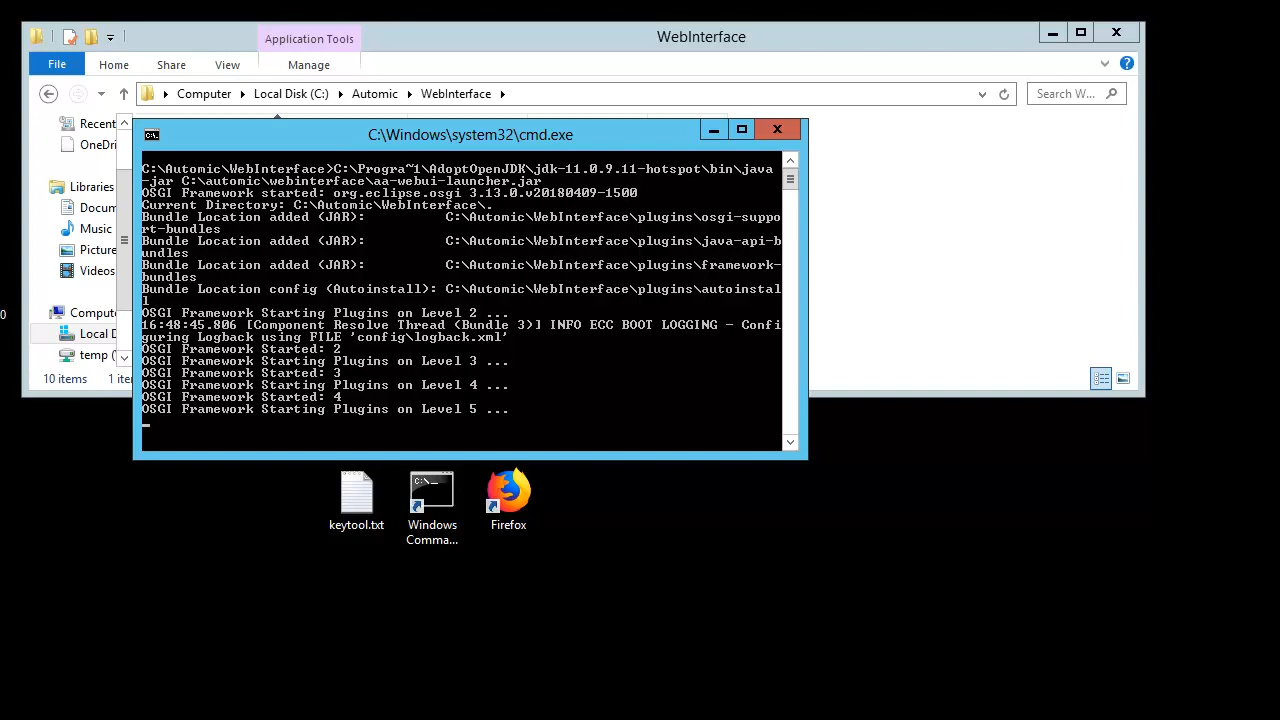 Application Tools
WebInterface
File
Home
Share
View
Manage
Computer
Local Disk (C:)
Automic
WebInterface
Search W...
Recent
OneDri
Libraries
Docum
Music
Picture
Videos
Compute
Local D
temp (
10 items
1 ite
C:\Windows\system32\cmd.exe
C:\Automic\WebInterface>C:\Progra~1\AdoptOpenJDK\jdk-11.0.9.11-hotspot\bin\java
-jar C:\automic\webinterface\aa-webui-launcher.jar
OSGI Framework started: org.eclipse.osgi 3.13.0.v20180409-1500
Current Directory: C:\Automic\WebInterface\.
Bundle Location added (JAR): C:\Automic\WebInterface\plugins\osgi-suppo
rt-bundles
Bundle Location added (JAR): C:\Automic\WebInterface\plugins\java-api-b
undles
Bundle Location added (JAR): C:\Automic\WebInterface\plugins\framework-
bundles
Bundle Location config (Autoinstall): C:\Automic\WebInterface\plugins\autoinstal
l
OSGI Framework Starting Plugins on Level 2 ...
16:48:45.806 [Component Resolve Thread (Bundle 3)] INFO ECC BOOT LOGGING - Confi
guring Logback using FILE 'config\logback.xml'
OSGI Framework Started: 2
OSGI Framework Starting Plugins on Level 3 ...
OSGI Framework Started: 3
OSGI Framework Starting Plugins on Level 4 ...
OSGI Framework Started: 4
OSGI Framework Starting Plugins on Level 5 ...
keytool.txt
Windows
Comma...
Firefox